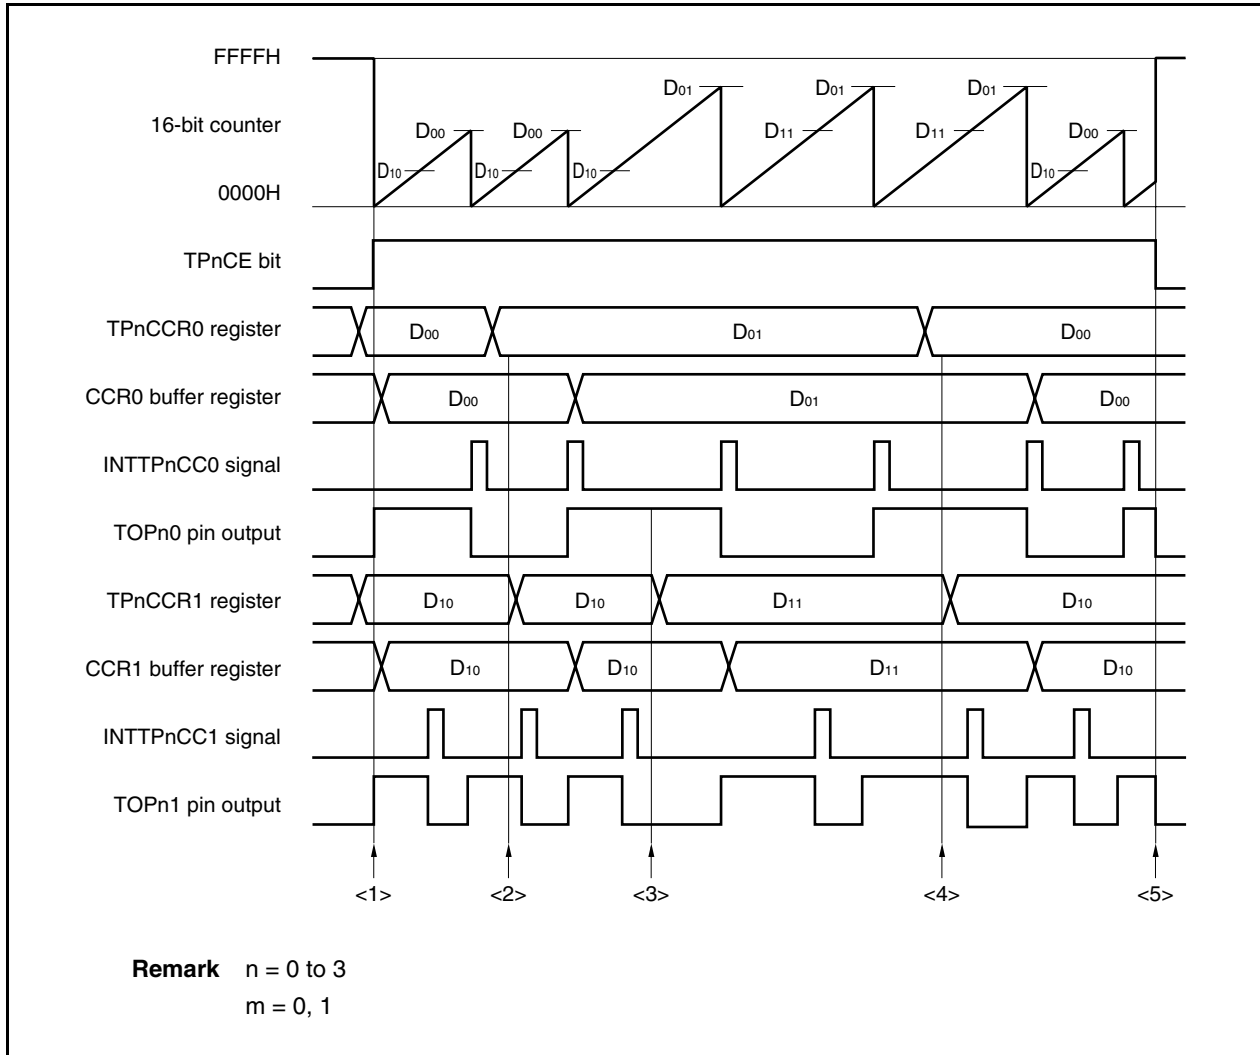 FFFFH
16-bit counter
0000H
D00 D00 D01 D01 D01 D00
D10 D10 D10 D11 D11 D10
TPnCE bit
TPnCCR0 register D00 D01 D00
CCR0 buffer register D00 D01 D00
INTTPnCC0 signal
TOPn0 pin output
TPnCCR1 register D10 D10 D11 D10
CCR1 buffer register D10 D10 D11 D10
INTTPnCC1 signal
TOPn1 pin output
<1> <2> <3> <4> <5>
Remark n = 0 to 3
m = 0, 1